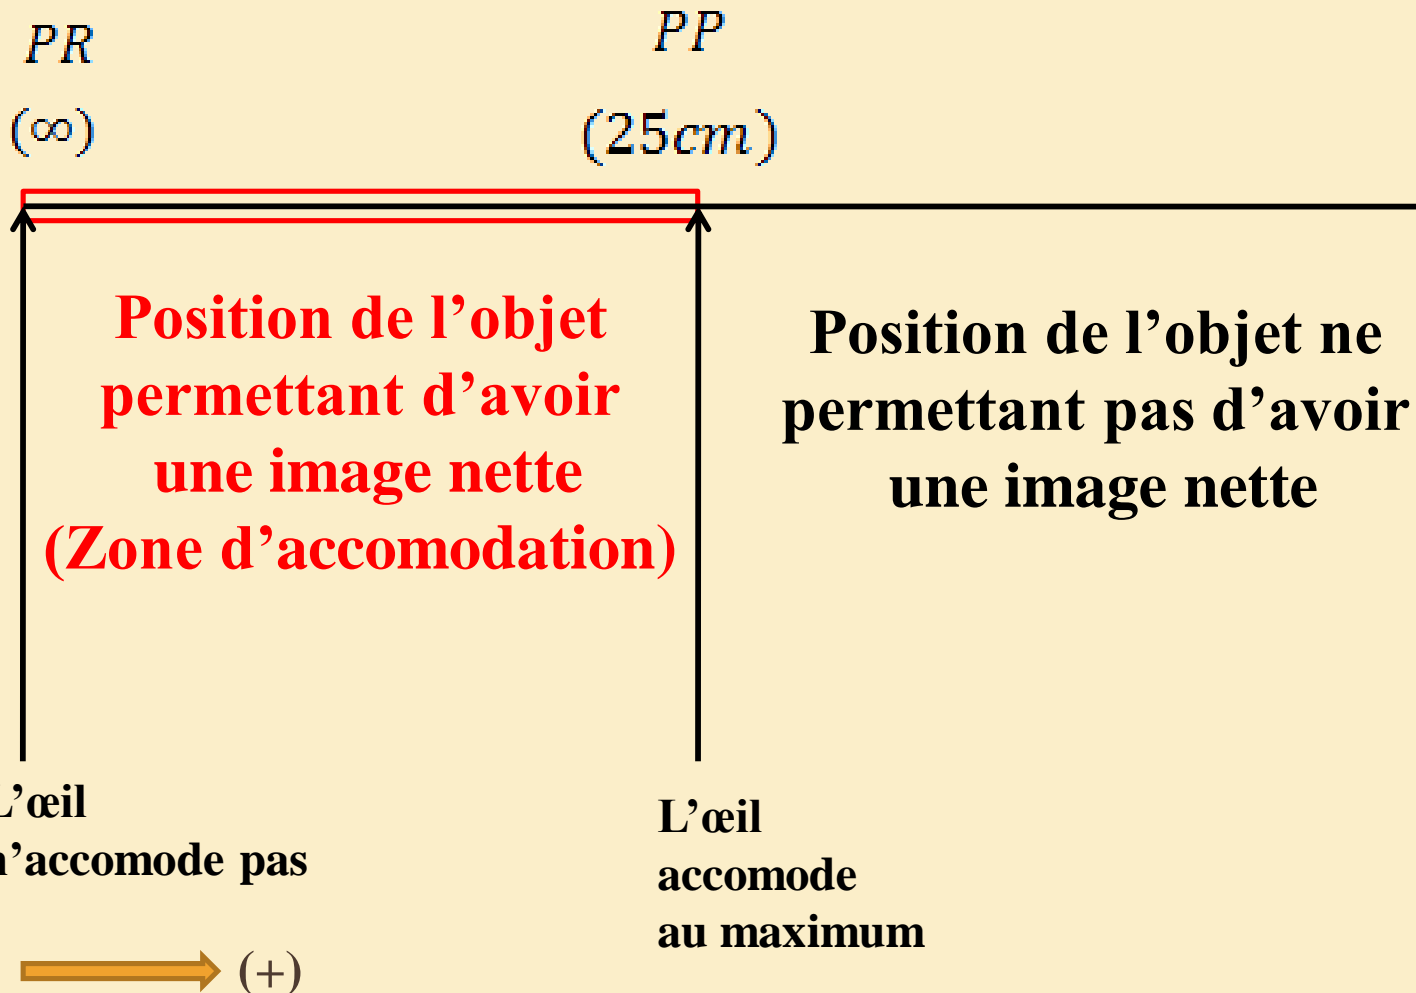 PR
(∞)
PP
(25cm)
Position de l’objet
permettant d’avoir
une image nette
(Zone d’accomodation)
Position de l’objet ne
permettant pas d’avoir
une image nette
L’œil
n’accomode pas
L’œil
accomode
au maximum
(+)